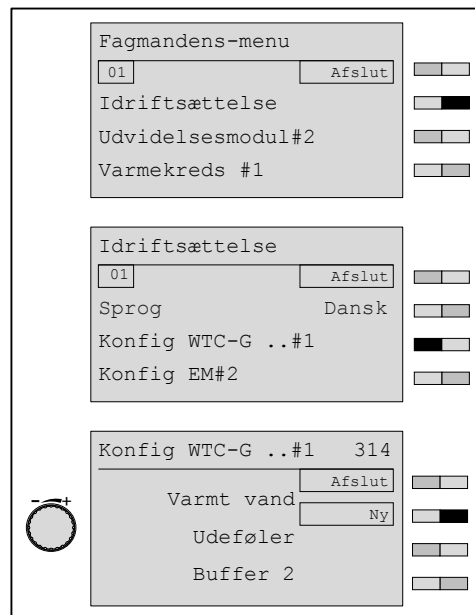 Fagmandens-menu
01 Afslut
Idriftsættelse
Udvidelsesmodul#2
Varmekreds #1
Idriftsættelse
01 Afslut
Sprog Dansk
Konfig WTC-G ..#1
Konfig EM#2
Konfig WTC-G ..#1 314
Afslut
Varmt vand
Ny
Udeføler
Buffer 2
- +